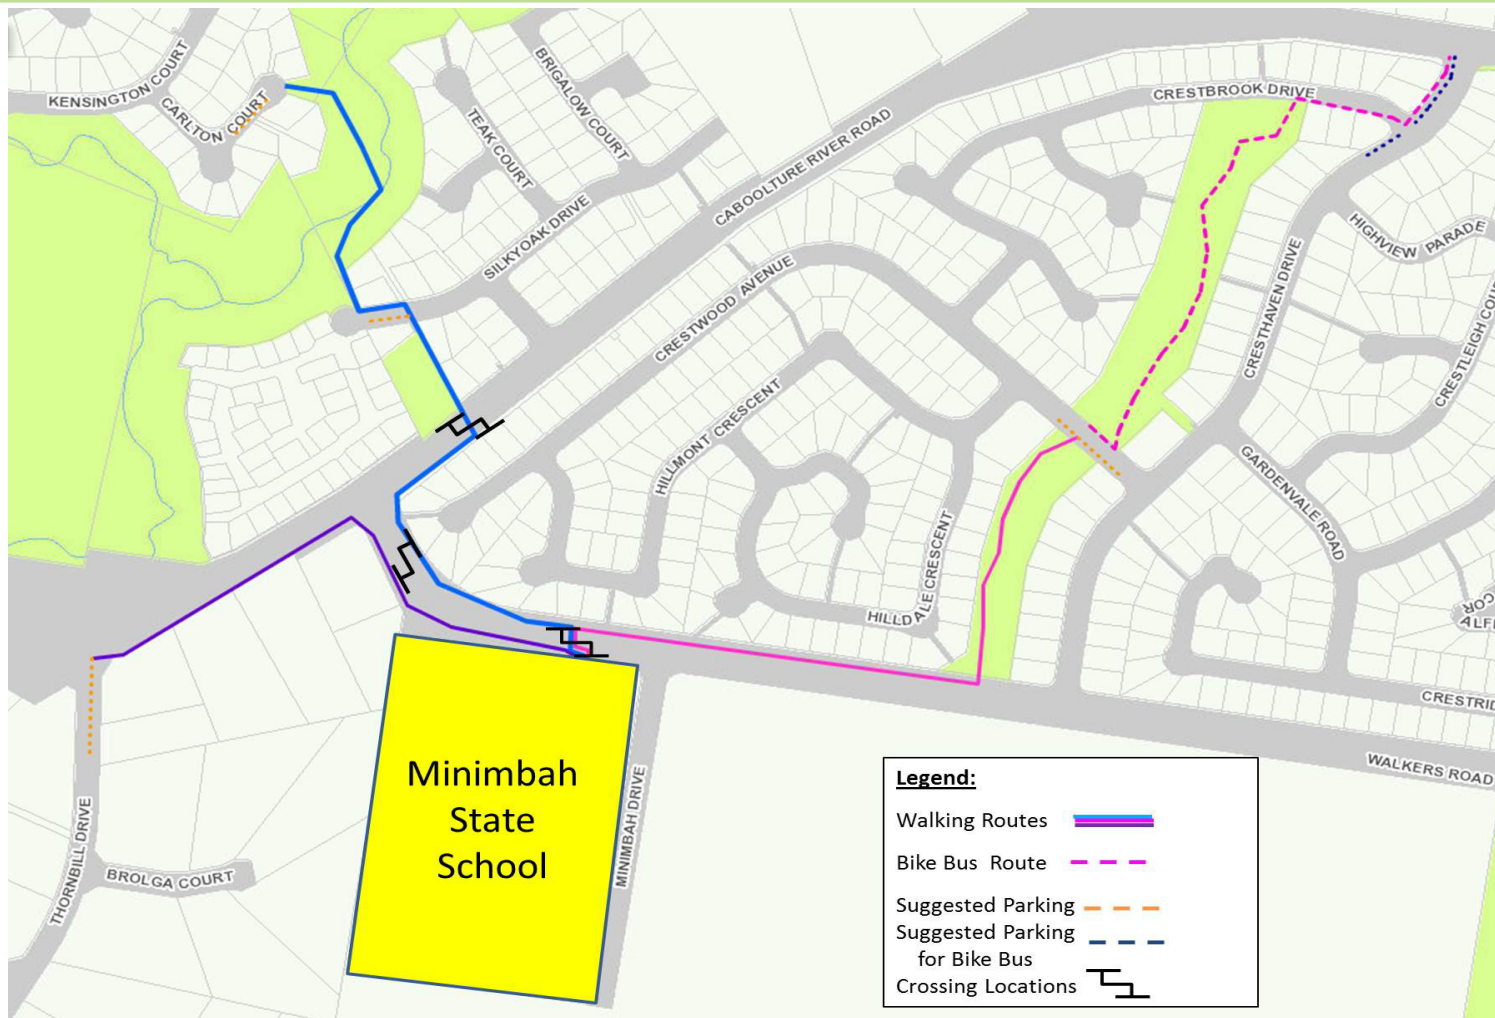 KENSINGTON COURT
CARLTON COURT
BRIGALOW COURT
TEAK COURT
SILKYOAK DRIVE
CABOOLTURE RIVER ROAD
CRESTBROOK DRIVE
HIGHVIEW PARADE
CRESTHAVEN DRIVE
CRESTLEIGH COU
CRESTWOOD AVENUE
HILLMONT CRESCENT
GARDENVALE ROAD
HILLDALE CRESCENT
COR
ALF
CRESTRID
WALKERS ROAD
Minimbah
State
School
MINIMBAH DRIVE
THORNBILL DRIVE
BROLGA COURT
Legend:
Walking Routes
Bike Bus Route
Suggested Parking
Suggested Parking
for Bike Bus
Crossing Locations